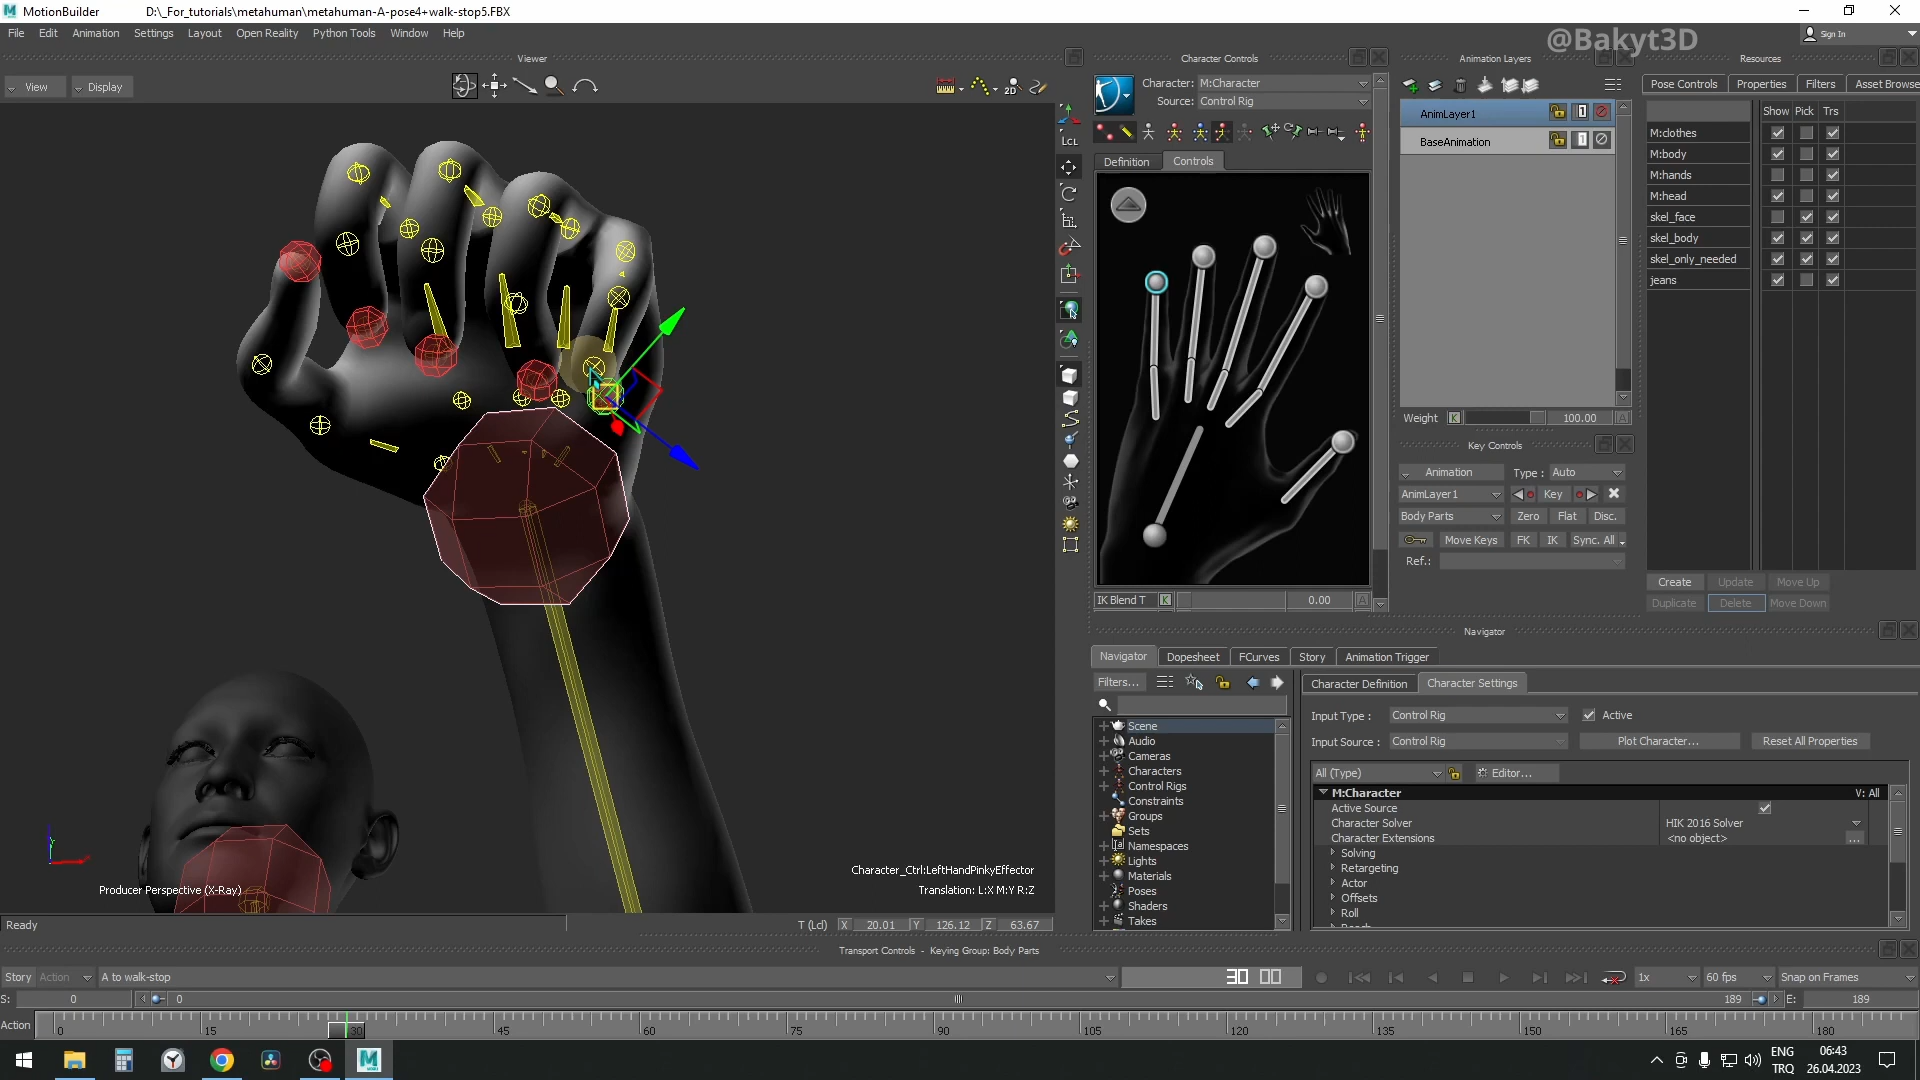 MotionBuilder D:\_For_tutorials\metahuman\metahuman-A-pose4+walk-stop5.FBX
File Edit Animation Settings Layout Open Reality Python Tools Window Help
Sign In
@Bakyt3D
Viewer
View Display
2D
LCL
Character_Ctrl:LeftHandPinkyEffector
Producer Perspective (X-Ray)
Translation: L:X M:Y R:Z
Ready
T (Lcl) X 20.01 Y 126.12 Z 63.67
Character Controls
Character: M:Character
Source: Control Rig
Definition Controls
IK Blend T K 0.00 A
Animation Layers
AnimLayer1
BaseAnimation
Weight K 100.00 A
Key Controls
Animation Type : Auto
AnimLayer1 Key
Body Parts Zero Flat Disc.
Move Keys FK IK Sync. All
Ref.:
Resources
Pose Controls Properties Filters Asset Browse
Show Pick Trs
M:clothes
M:body
M:hands
M:head
skel_face
skel_body
skel_only_needed
jeans
Create Update Move Up
Duplicate Delete Move Down
Navigator
Navigator Dopesheet FCurves Story Animation Trigger
Filters...
Scene
Audio
Cameras
Characters
Control Rigs
Constraints
Groups
Sets
Namespaces
Lights
Materials
Poses
Shaders
Takes
Character Definition Character Settings
Input Type : Control Rig Active
Input Source : Control Rig Plot Character... Reset All Properties
All (Type) Editor...
M:Character V: All
Active Source
Character Solver HIK 2016 Solver
Character Extensions <no object> ...
Solving
Retargeting
Actor
Offsets
Roll
Transport Controls - Keying Group: Body Parts
Story Action A to walk-stop 30 00 1x 60 fps Snap on Frames
S: 0 0 189 E: 189
Action 0 15 30 45 60 75 90 105 120 135 150 165 180
ENG 06:43
TRQ 26.04.2023